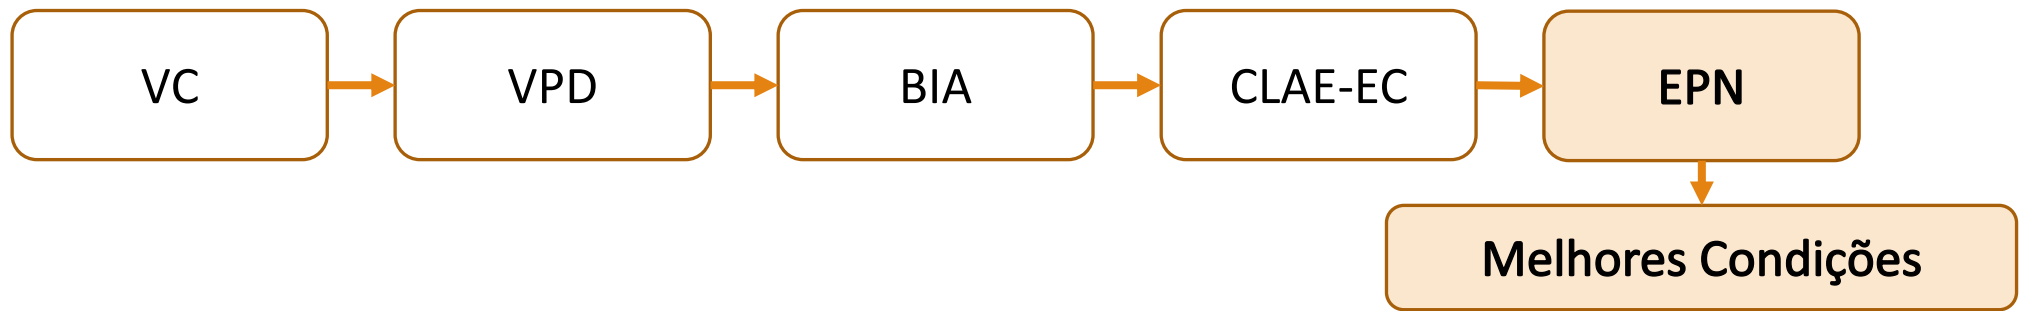 VC
VPD
BIA
CLAE-EC
EPN
Melhores Condições